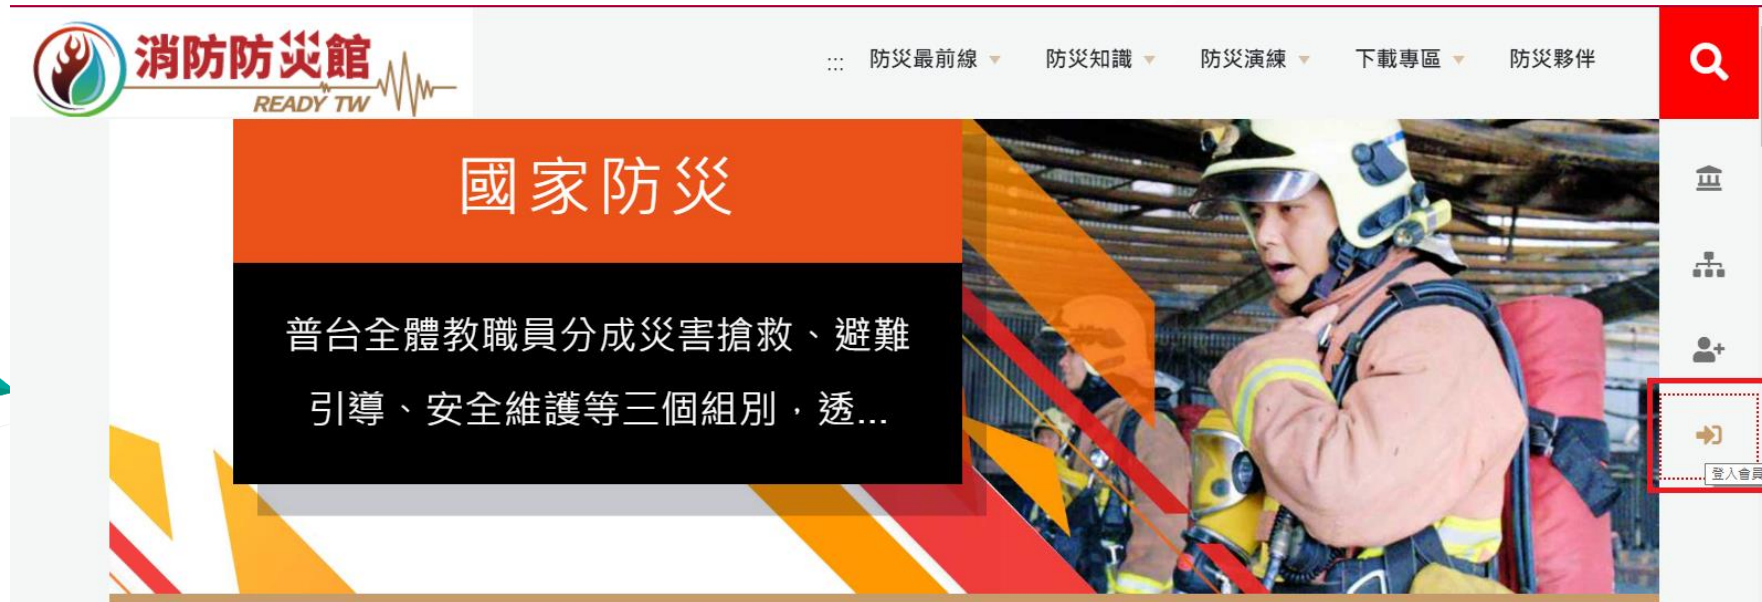 消防防災館
READY TW
:::
防災最前線
防災知識
防災演練
下載專區
防災夥伴
國家防災
普台全體教職員分成災害搶救、避難
引導、安全維護等三個組別，透...
登入會員